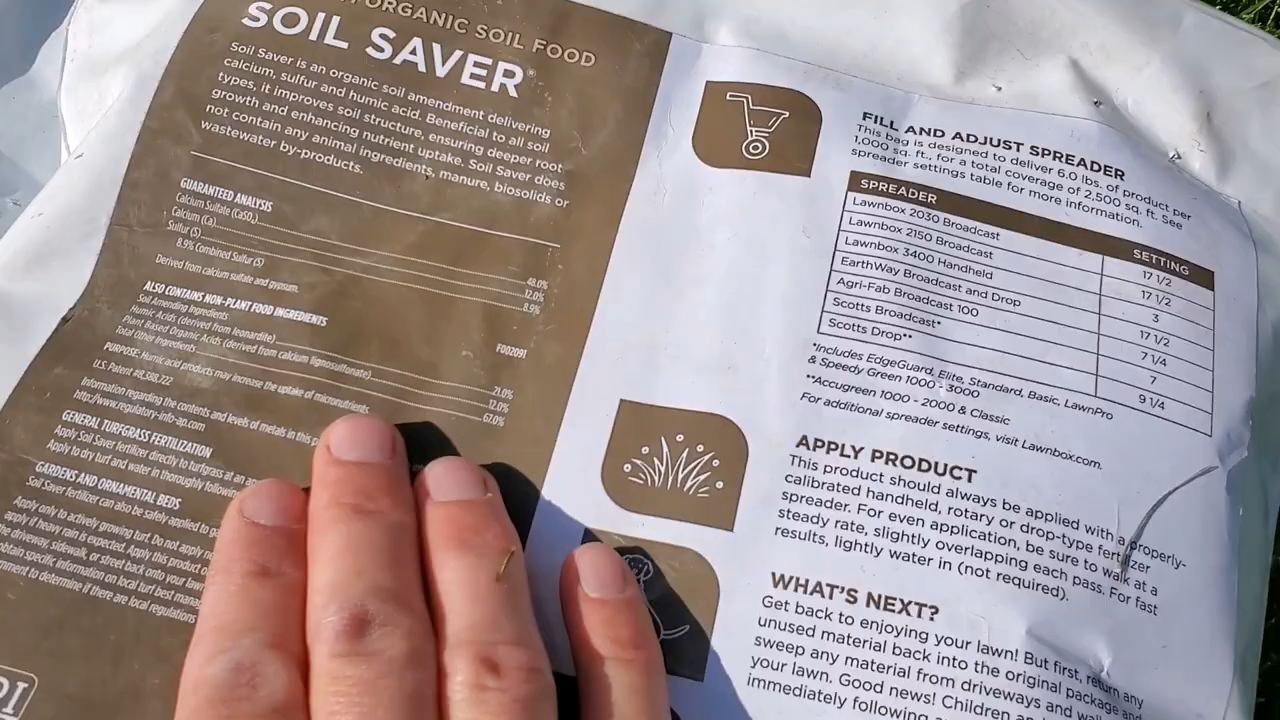 ORGANIC SOIL FOOD
SOIL SAVER®
Soil Saver is an organic soil amendment delivering
calcium, sulfur and humic acid. Beneficial to all soil
types, it improves soil structure, ensuring deeper root
growth and enhancing nutrient uptake. Soil Saver does
not contain any animal ingredients, manure, biosolids or
wastewater by-products.
GUARANTEED ANALYSIS
Calcium Sulfate (CaSO₄) 48.0%
Calcium (Ca) 12.0%
Sulfur (S) 8.9%
8.9% Combined Sulfur (S)
Derived from calcium sulfate and gypsum.
F002091
ALSO CONTAINS NON-PLANT FOOD INGREDIENTS
Soil Amending Ingredients
Humic Acids (derived from leonardite) 21.0%
Plant Based Organic Acids (derived from calcium lignosulfonate) 12.0%
Total Other Ingredients 67.0%
PURPOSE: Humic acid products may increase the uptake of micronutrients.
U.S. Patent #8,388,722
Information regarding the contents and levels of metals in this
http://www.regulatory-info-ap.com
GENERAL TURFGRASS FERTILIZATION
Apply Soil Saver fertilizer directly to turfgrass at an
Apply to dry turf and water in thoroughly following
GARDENS AND ORNAMENTAL BEDS
Soil Saver fertilizer can also be safely applied to
Apply only to actively growing turf. Do not apply
apply if heavy rain is expected. Apply this product
driveway, sidewalk, or street back onto your lawn
obtain specific information on local turf best
to determine if there are local regulations
FILL AND ADJUST SPREADER
This bag is designed to deliver 6.0 lbs. of product per
1,000 sq. ft., for a total coverage of 2,500 sq. ft. See
spreader settings table for more information.
SPREADER SETTING
Lawnbox 2030 Broadcast 17 1/2
Lawnbox 2150 Broadcast 17 1/2
Lawnbox 3400 Handheld 3
EarthWay Broadcast and Drop 17 1/2
Agri-Fab Broadcast 100 7 1/4
Scotts Broadcast* 7
Scotts Drop** 9 1/4
*Includes EdgeGuard, Elite, Standard, Basic, LawnPro
& Speedy Green 1000 - 3000
**Accugreen 1000 - 2000 & Classic
For additional spreader settings, visit Lawnbox.com.
APPLY PRODUCT
This product should always be applied with a properly-
calibrated handheld, rotary or drop-type fertilizer
spreader. For even application, be sure to walk at a
steady rate, slightly overlapping each pass. For fast
results, lightly water in (not required).
WHAT'S NEXT?
Get back to enjoying your lawn! But first, return any
unused material back into the original package and
sweep any material from driveways and
your lawn. Good news! Children
immediately following